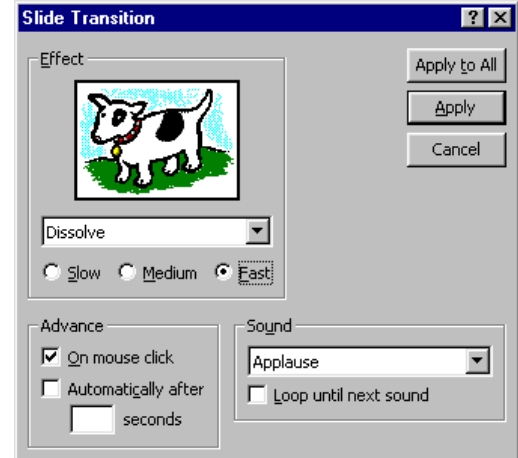 Slide Transition
Effect
Apply to All
Apply
Cancel
Dissolve
Slow Medium Fast
Advance
On mouse click
Automatically after
seconds
Sound
Applause
Loop until next sound